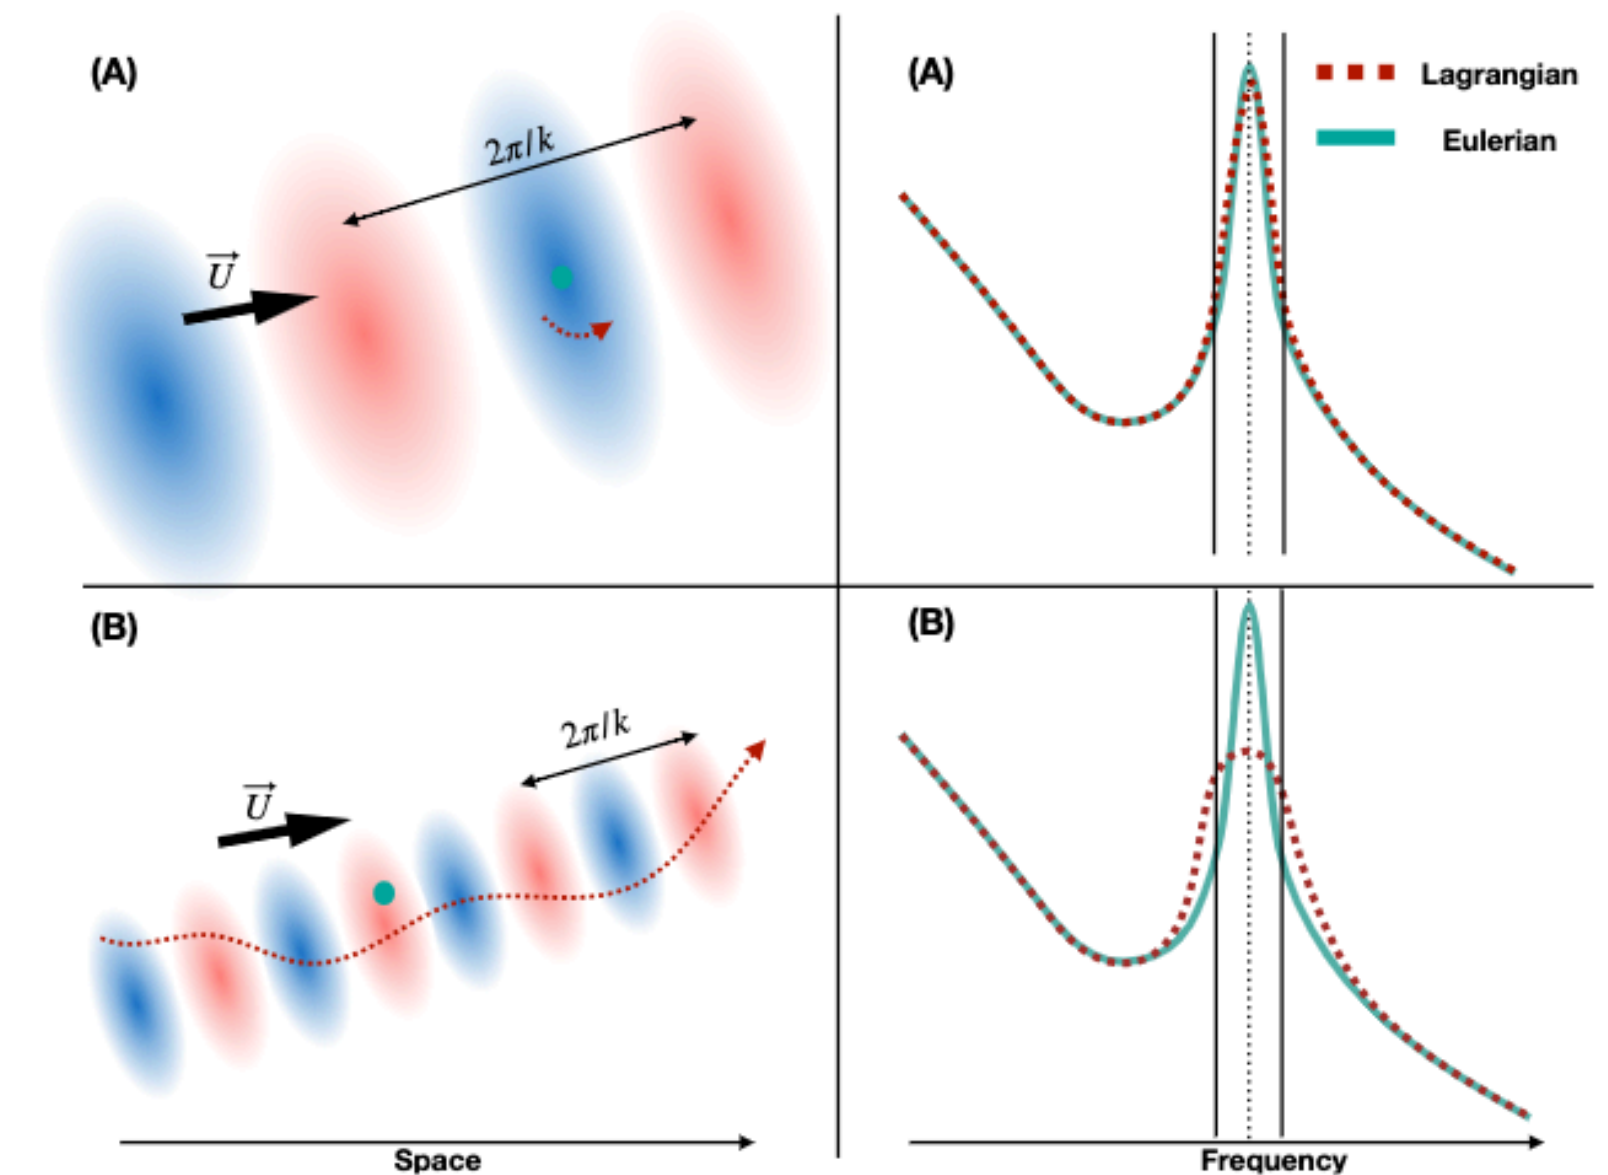 (A)
2π/k
U⃗
(A)
Lagrangian
Eulerian
(B)
2π/k
U⃗
(B)
Space
Frequency